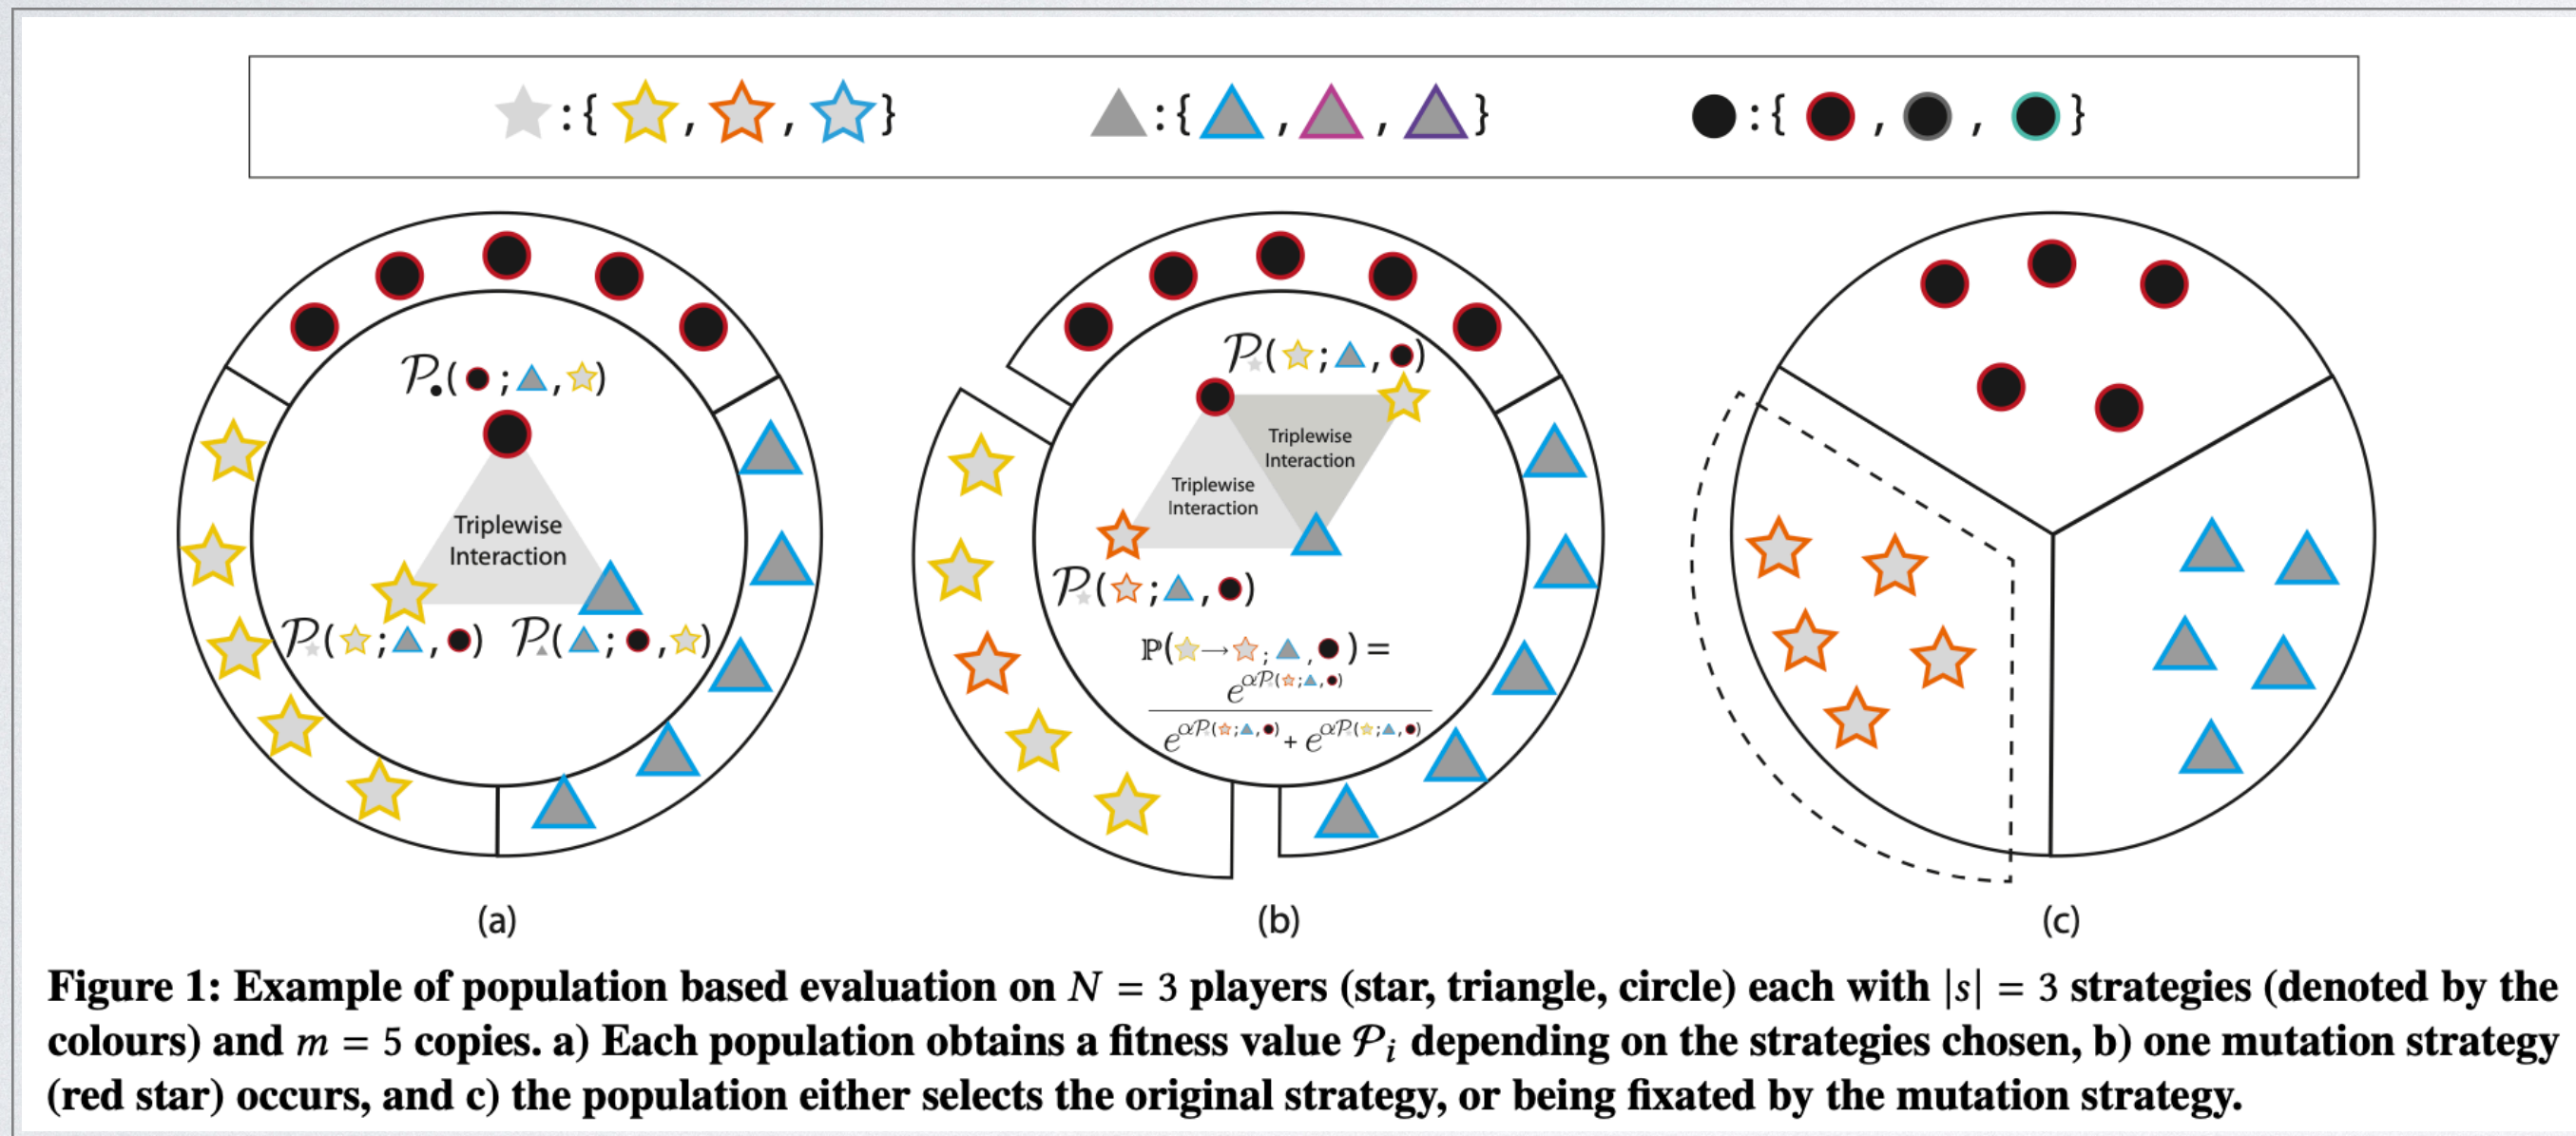 :{ , , }
:{ , , }
:{ , , }
𝒫●( ; , )
Triplewise
Interaction
𝒫( ; , )
𝒫( ; , )
(a)
𝒫( ; , )
Triplewise
Interaction
Triplewise
Interaction
𝒫( ; , )
ℙ( → ; , ) =
e^α𝒫( ; , )
e^α𝒫( ; , ) + e^α𝒫( ; , )
(b)
(c)
Figure 1: Example of population based evaluation on N = 3 players (star, triangle, circle) each with |s| = 3 strategies (denoted by the
colours) and m = 5 copies. a) Each population obtains a fitness value 𝒫i depending on the strategies chosen, b) one mutation strategy
(red star) occurs, and c) the population either selects the original strategy, or being fixated by the mutation strategy.